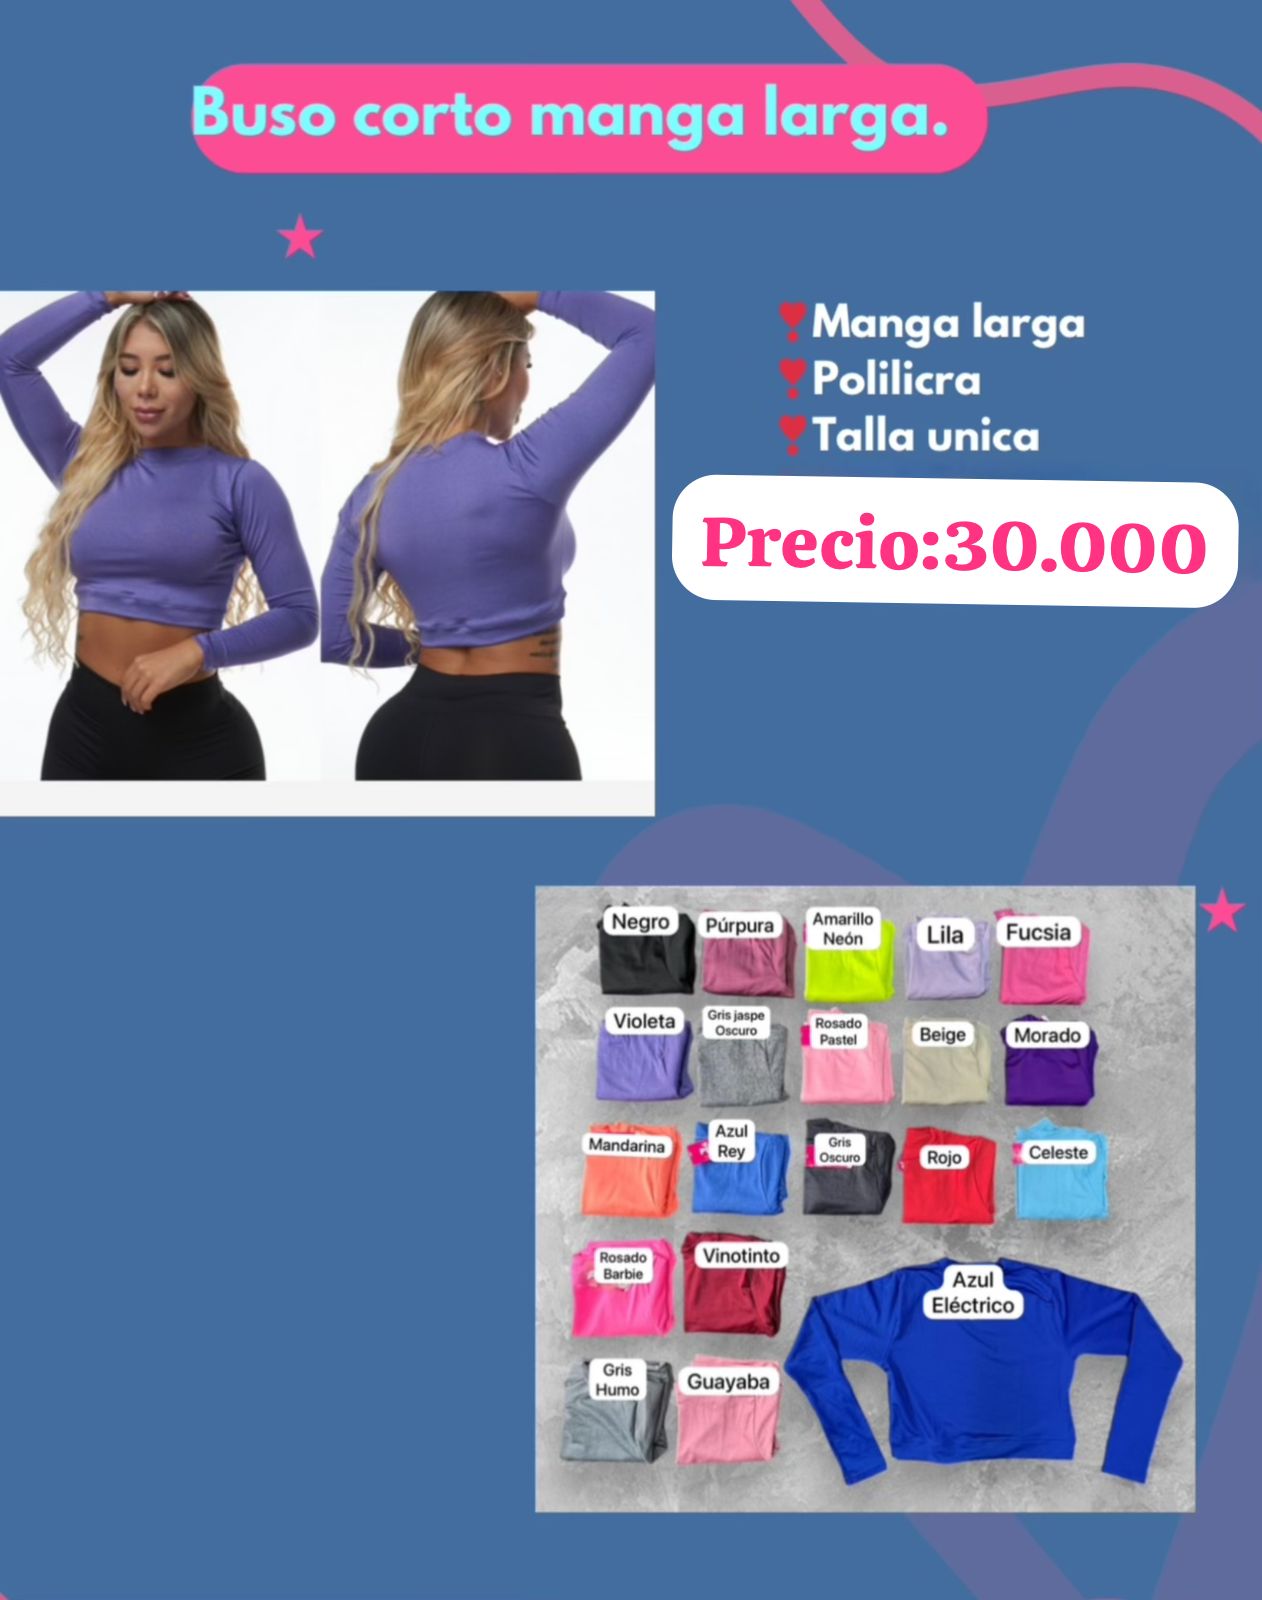 Buso corto manga larga.
Manga larga
Polilicra
Talla unica
Precio:30.000
Negro
Púrpura
Amarillo
Neón
Lila
Fucsia
Violeta
Gris jaspe
Oscuro
Rosado
Pastel
Beige
Morado
Mandarina
Azul
Rey
Gris
Oscuro
Rojo
Celeste
Rosado
Barbie
Vinotinto
Azul
Eléctrico
Gris
Humo
Guayaba